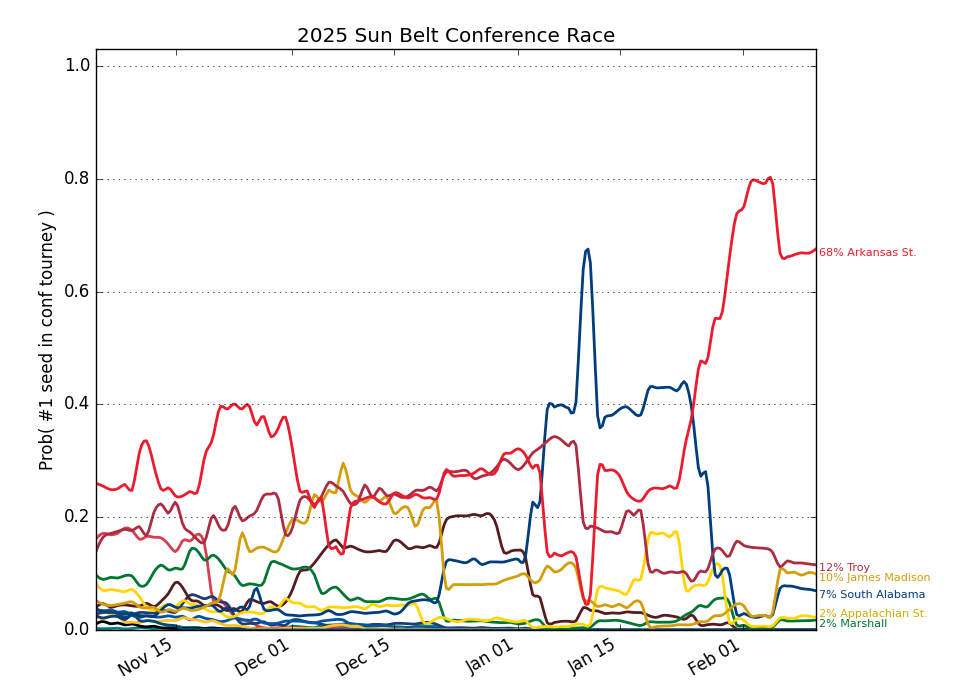 2025 Sun Belt Conference Race
Prob( #1 seed in conf tourney )
1.0
0.8
0.6
0.4
0.2
0.0
Nov 15
Dec 01
Dec 15
Jan 01
Jan 15
Feb 01
68% Arkansas St.
12% Troy
10% James Madison
7% South Alabama
2% Appalachian St.
2% Marshall